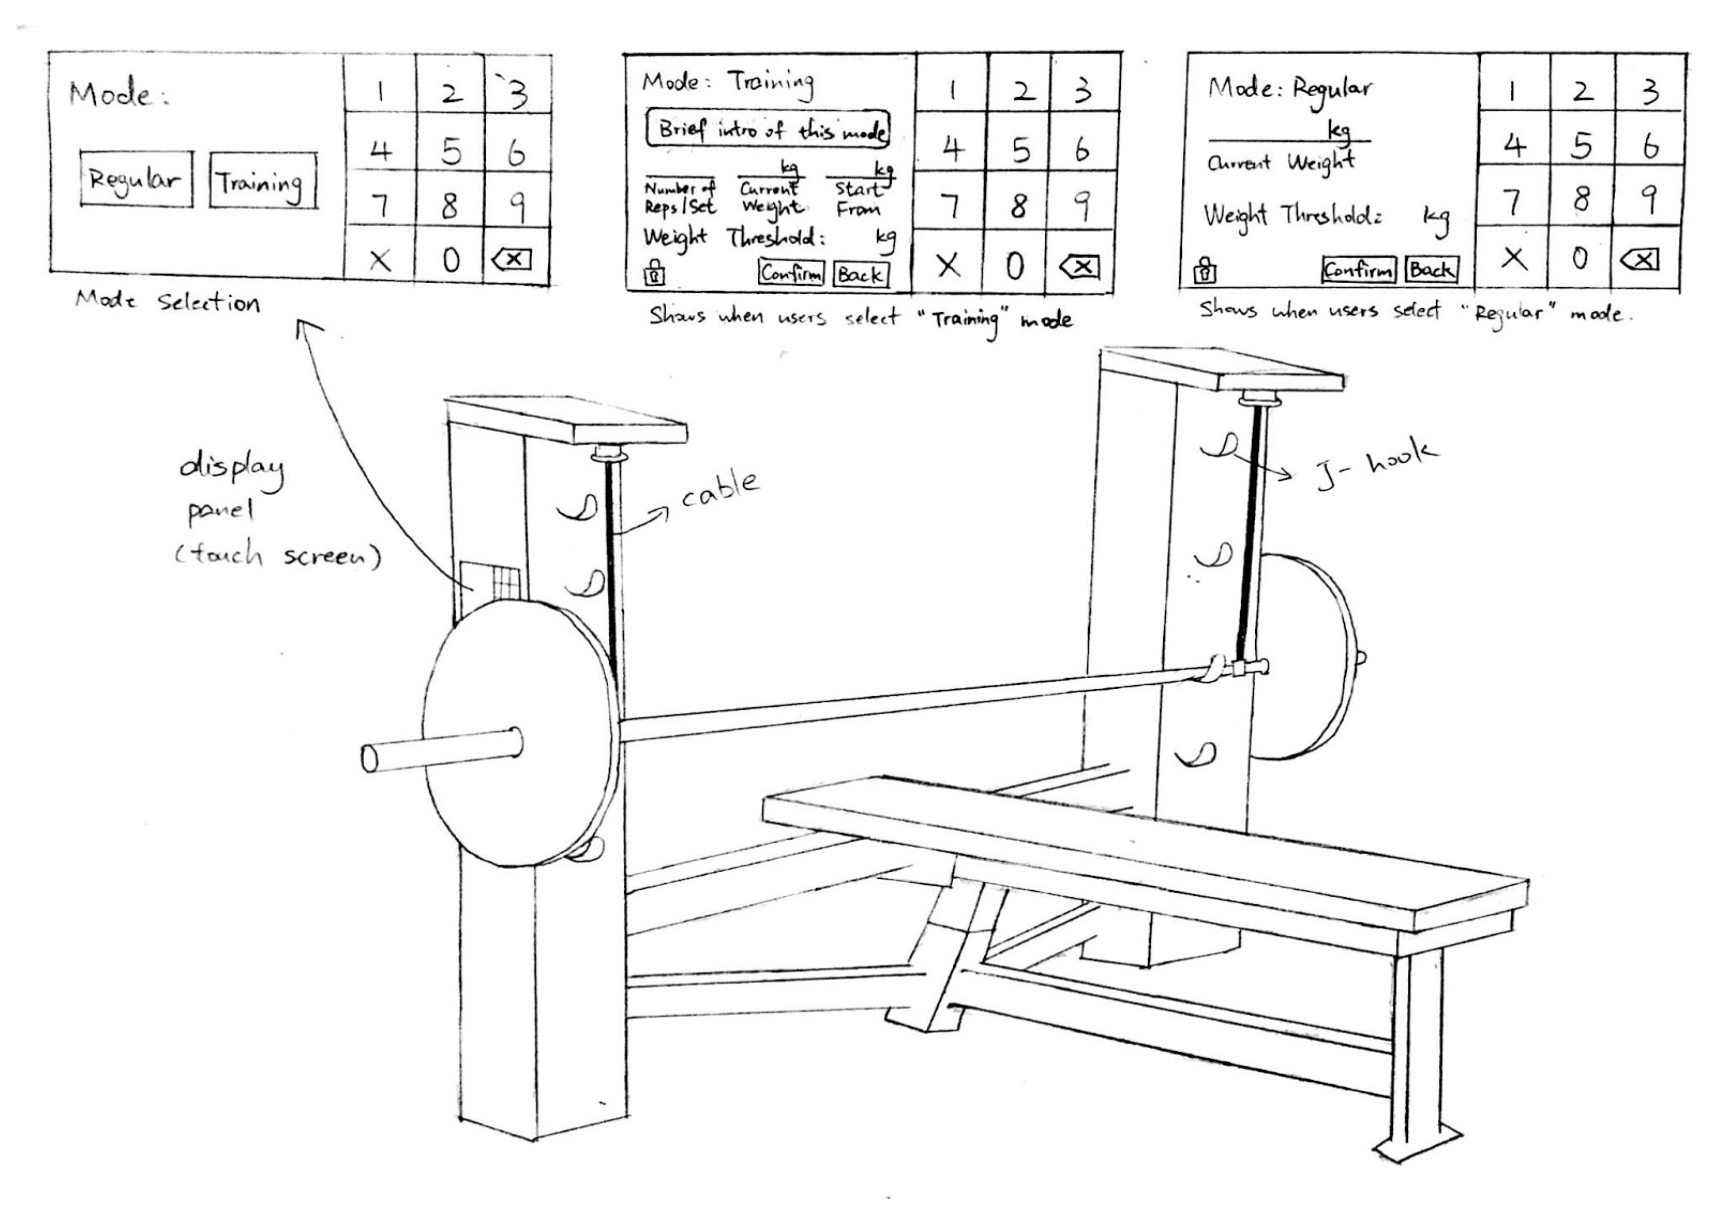 Mode:
Regular
Training
1 2 3
4 5 6
7 8 9
X 0 ⌫
Mode Selection
Mode: Training
Brief intro of this mode
kg
kg
Number of Reps/Set
Current Weight
Start From
Weight Threshold: kg
Confirm
Back
1 2 3
4 5 6
7 8 9
X 0 ⌫
Shows when users select "Training" mode
Mode: Regular
kg
Current Weight
Weight Threshold: kg
Confirm
Back
1 2 3
4 5 6
7 8 9
X 0 ⌫
Shows when users select "Regular" mode.
display
panel
(touch screen)
cable
J-hook